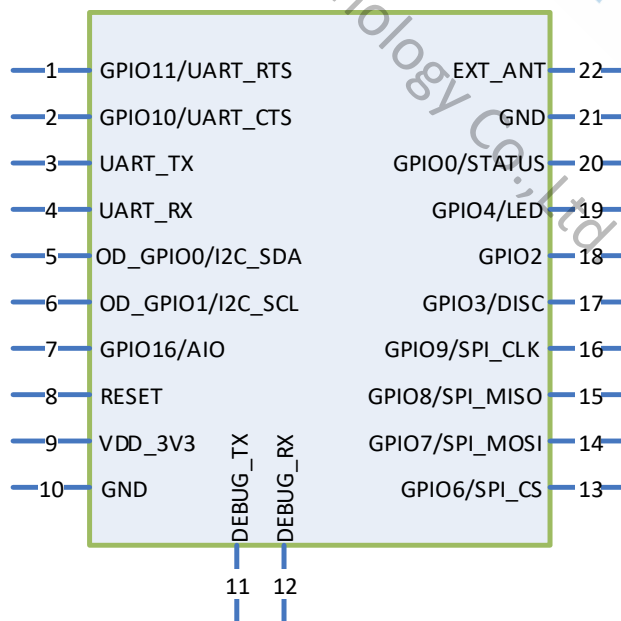 1 GPIO11/UART_RTS EXT_ANT 22
2 GPIO10/UART_CTS GND 21
3 UART_TX GPIO0/STATUS 20
4 UART_RX GPIO4/LED 19
5 OD_GPIO0/I2C_SDA GPIO2 18
6 OD_GPIO1/I2C_SCL GPIO3/DISC 17
7 GPIO16/AIO GPIO9/SPI_CLK 16
8 RESET GPIO8/SPI_MISO 15
9 VDD_3V3 GPIO7/SPI_MOSI 14
10 GND GPIO6/SPI_CS 13
DEBUG_TX
DEBUG_RX
11 12
nology Co.,Ltd